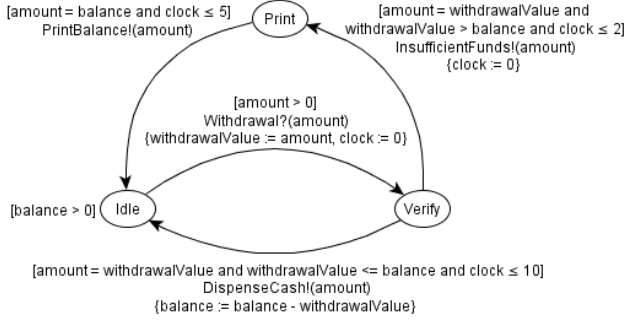 [amount = balance and clock ≤ 5]
PrintBalance!(amount)
Print
[amount = withdrawalValue and
withdrawalValue > balance and clock ≤ 2]
InsufficientFunds!(amount)
{clock := 0}
[amount > 0]
Withdrawal?(amount)
{withdrawalValue := amount, clock := 0}
[balance > 0]
Idle
Verify
[amount = withdrawalValue and withdrawalValue <= balance and clock ≤ 10]
DispenseCash!(amount)
{balance := balance - withdrawalValue}